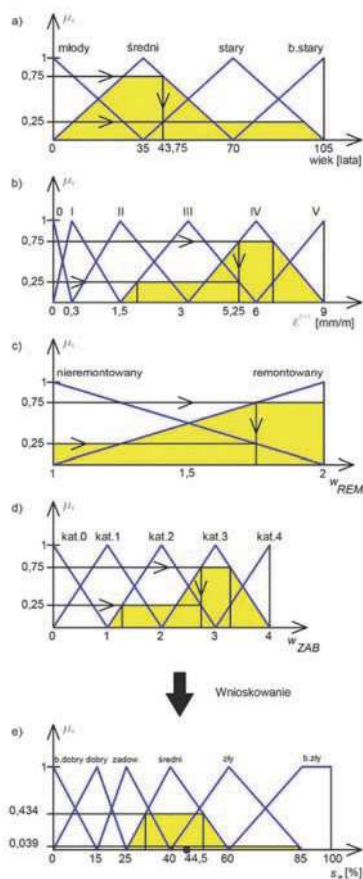 a) μ
młody średni stary b.stary
1
0,75
0,25
0 35 43,75 70 105
wiek [lata]
b) μ
0 I II III IV V
1
0,75
0,25
0 0,3 1,5 3 5,25 6 9
[mm/m]
c) μ
nieremontowany remontowany
1
0,75
0,25
1 1,5 2
w REM
d) μ
kat.0 kat.1 kat.2 kat.3 kat.4
1
0,75
0,25
0 1 2 3 4
w ZAB
Wnioskowanie
e) μ
b.dobry dobry zadow. średni zły b.zły
1
0,434
0,039
0 15 25 40 44,5 60 85 100
[%]